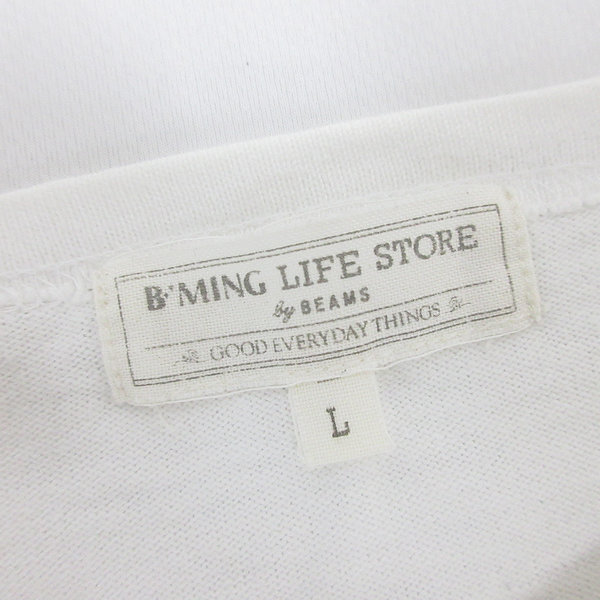 B·MING LIFE STORE
by BEAMS
GOOD EVERYDAY THINGS
L